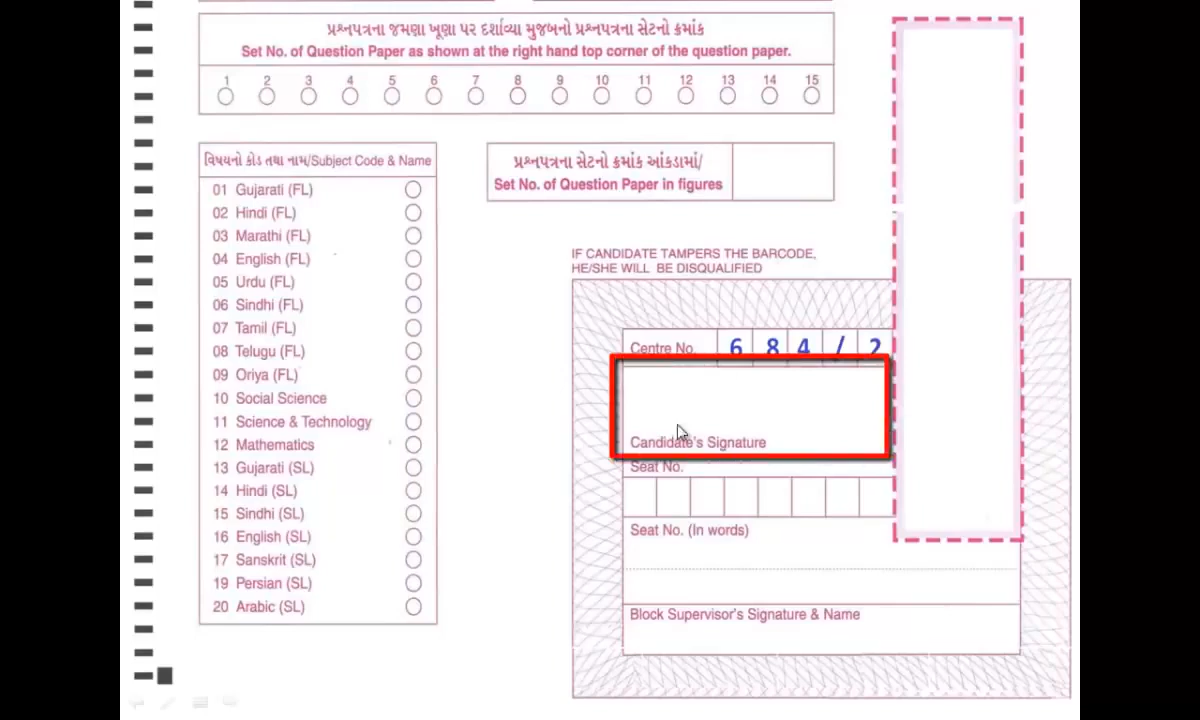 પ્રશ્નપત્રના જમણા ખૂણા પર દર્શાવ્યા મુજબનો પ્રશ્નપત્રના સેટનો ક્રમાંક
Set No. of Question Paper as shown at the right hand top corner of the question paper.
1 2 3 4 5 6 7 8 9 10 11 12 13 14 15
વિષયનો કોડ તથા નામ/Subject Code & Name
01 Gujarati (FL)
02 Hindi (FL)
03 Marathi (FL)
04 English (FL)
05 Urdu (FL)
06 Sindhi (FL)
07 Tamil (FL)
08 Telugu (FL)
09 Oriya (FL)
10 Social Science
11 Science & Technology
12 Mathematics
13 Gujarati (SL)
14 Hindi (SL)
15 Sindhi (SL)
16 English (SL)
17 Sanskrit (SL)
19 Persian (SL)
20 Arabic (SL)
પ્રશ્નપત્રના સેટનો ક્રમાંક આંકડામાં/
Set No. of Question Paper in figures
IF CANDIDATE TAMPERS THE BARCODE,
HE/SHE WILL BE DISQUALIFIED
Centre No. 6 8 4 / 2
Candidate's Signature
Seat No.
Seat No. (In words)
Block Supervisor's Signature & Name